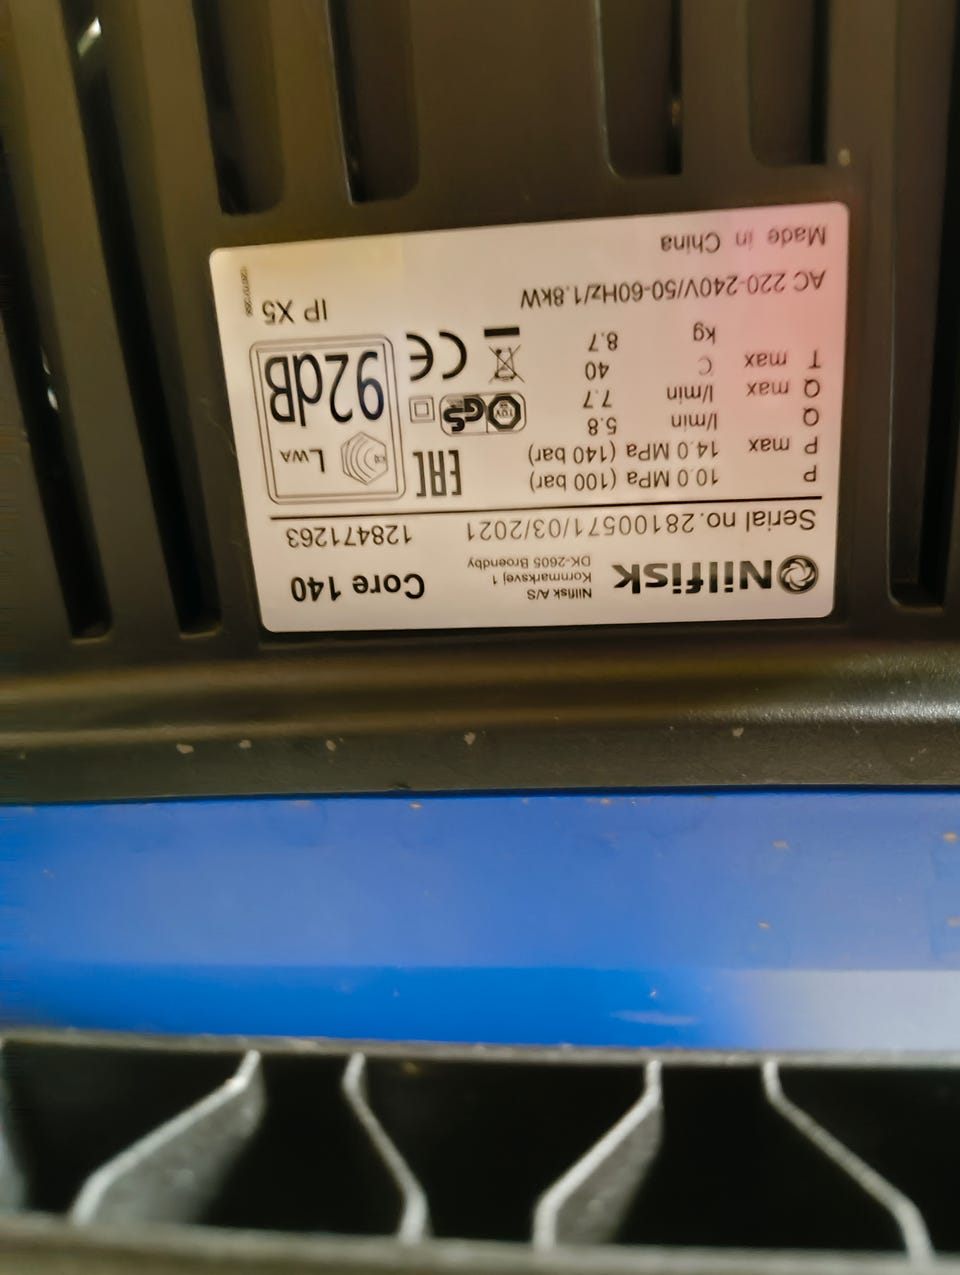 Nilfisk
Nilfisk A/S
Kornmarksvej 1
DK-2605 Broendby
Core 140
Serial no.28100571/03/2021
128471263
P 10.0 MPa (100 bar)
P max 14.0 MPa (140 bar)
Q l/min 5.8
Q max l/min 7.7
T max C 40
kg 8.7
EAC
TÜV
GS
CE
LWA
92dB
AC 220-240V/50-60Hz/1.8kW
IP X5
Made in China